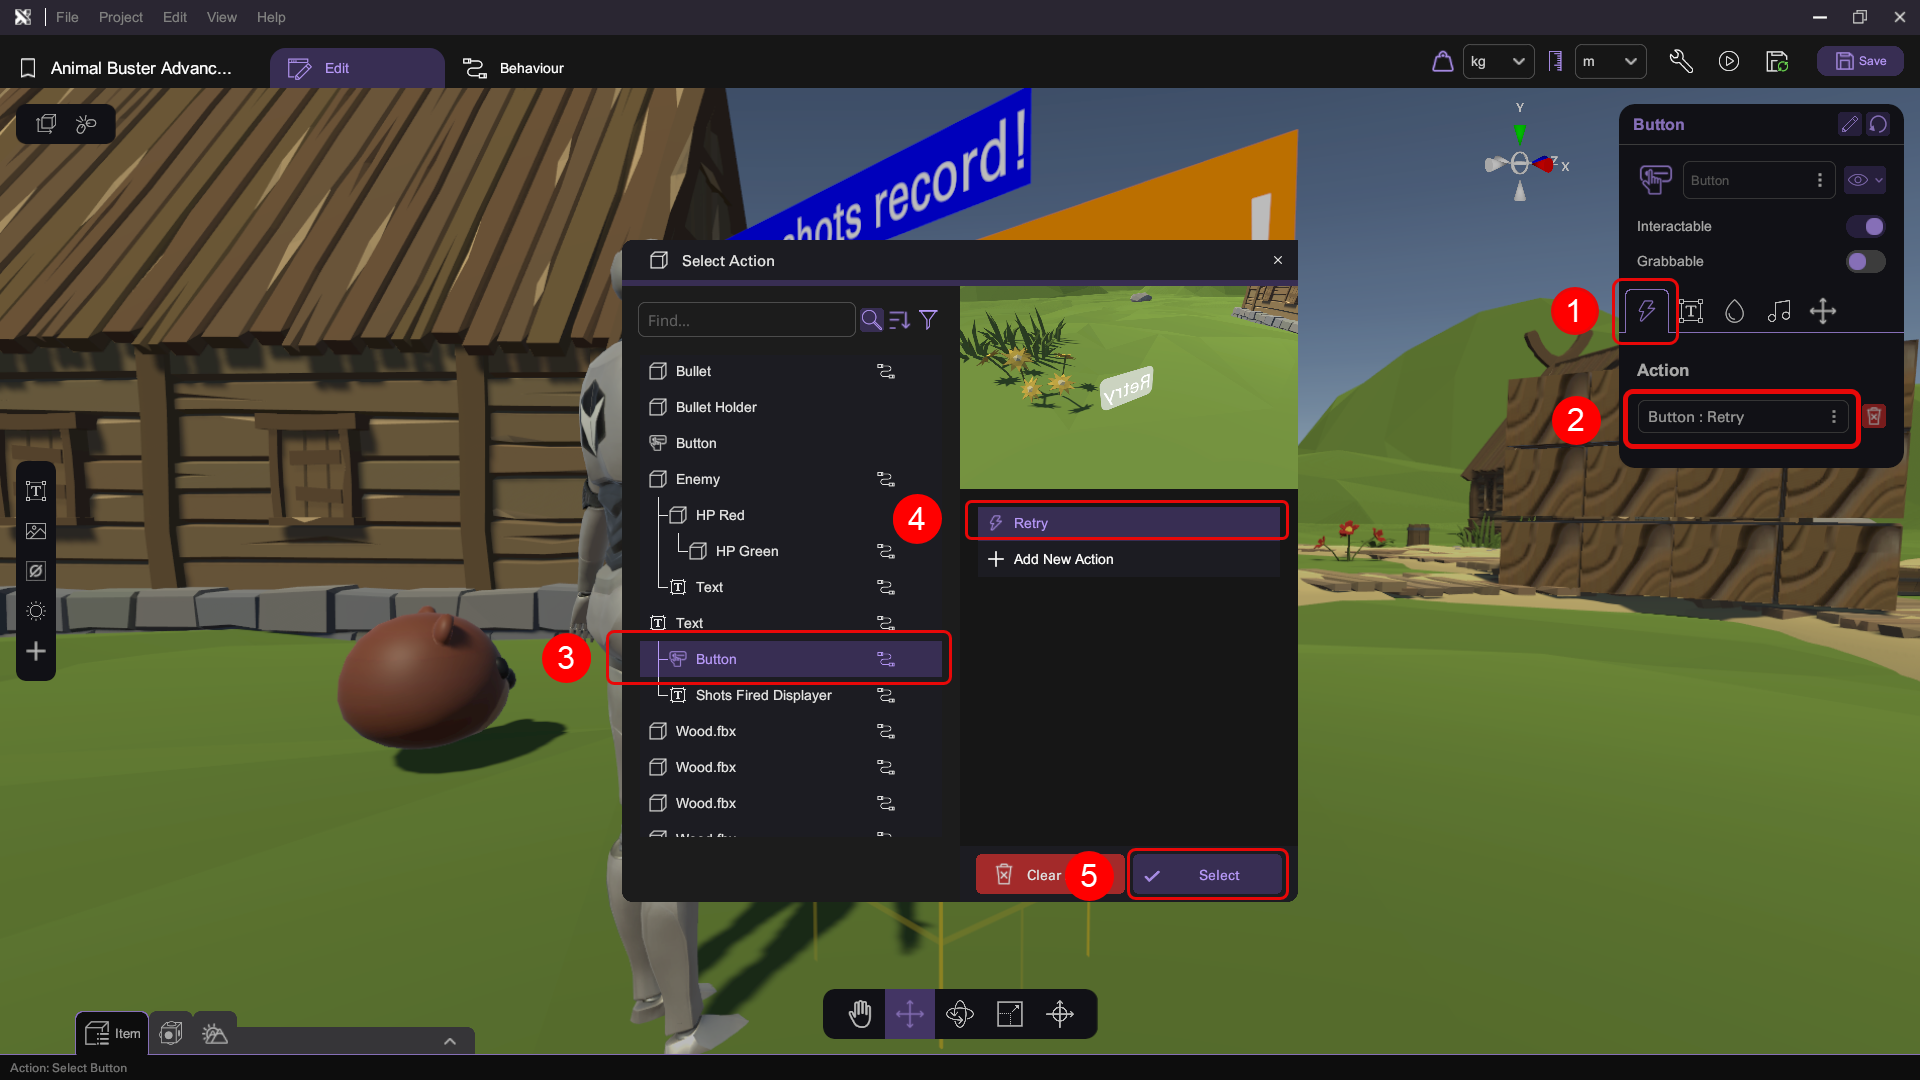 File Project Edit View Help
Animal Buster Advanc...
Edit
Behaviour
kg
m
Save
shots record!
!
Y
Z
X
Button
Button
Interactable
Grabbable
1
Action
2
Button : Retry
Select Action
Find...
Bullet
Bullet Holder
Button
Enemy
HP Red
HP Green
Text
Text
3
Button
Shots Fired Displayer
Wood.fbx
Wood.fbx
Wood.fbx
Wood.fbx
Retry
4
Retry
Add New Action
Clear
5
Select
Item
Action: Select Button